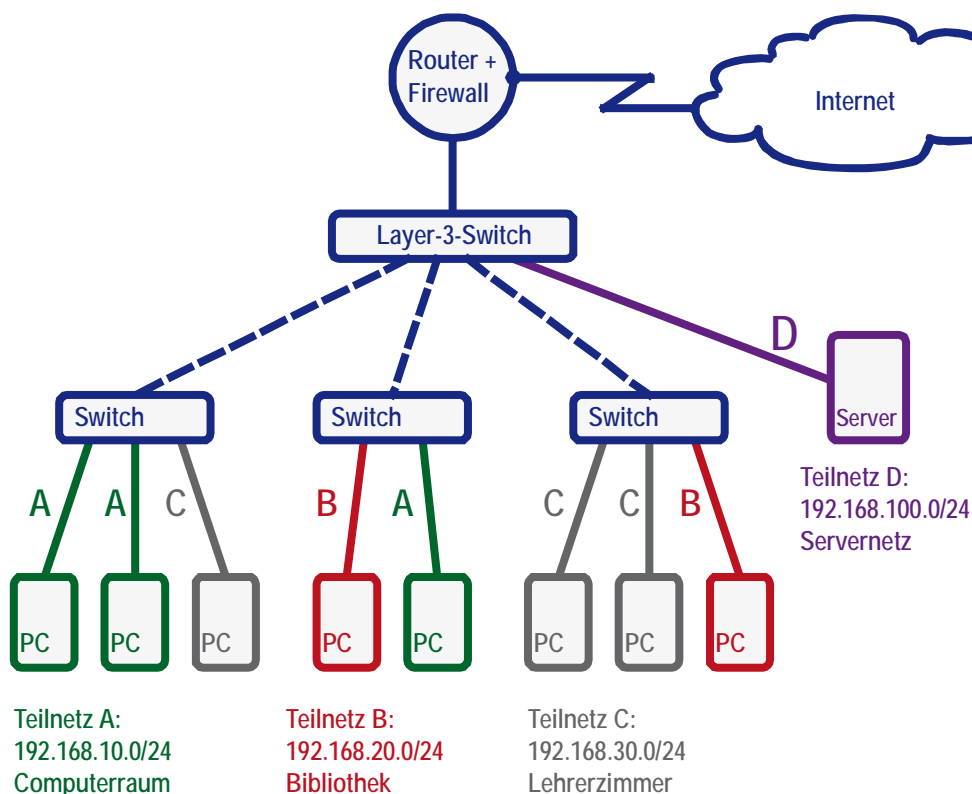 Router +
Firewall
Internet
Layer-3-Switch
D
Switch
Switch
Switch
Server
A
A
C
B
A
C
C
B
Teilnetz D:
192.168.100.0/24
Servernetz
PC
PC
PC
PC
PC
PC
PC
PC
Teilnetz A:
192.168.10.0/24
Computerraum
Teilnetz B:
192.168.20.0/24
Bibliothek
Teilnetz C:
192.168.30.0/24
Lehrerzimmer